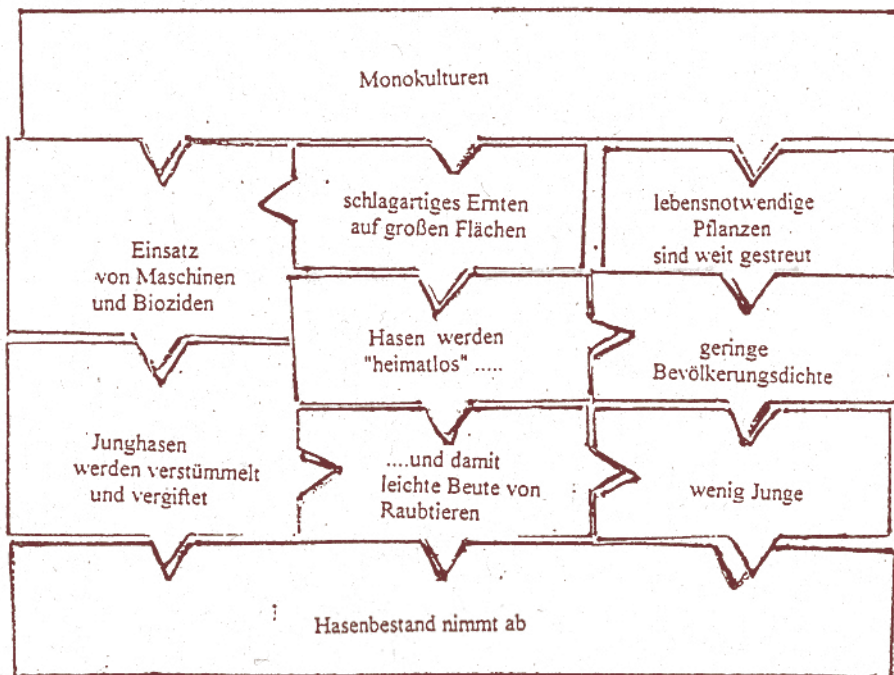 Monokulturen
schlagartiges Ernten
auf großen Flächen
lebensnotwendige
Pflanzen
sind weit gestreut
Einsatz
von Maschinen
und Bioziden
Hasen werden
"heimatlos" .....
geringe
Bevölkerungsdichte
Junghasen
werden verstümmelt
und vergiftet
....und damit
leichte Beute von
Raubtieren
wenig Junge
Hasenbestand nimmt ab